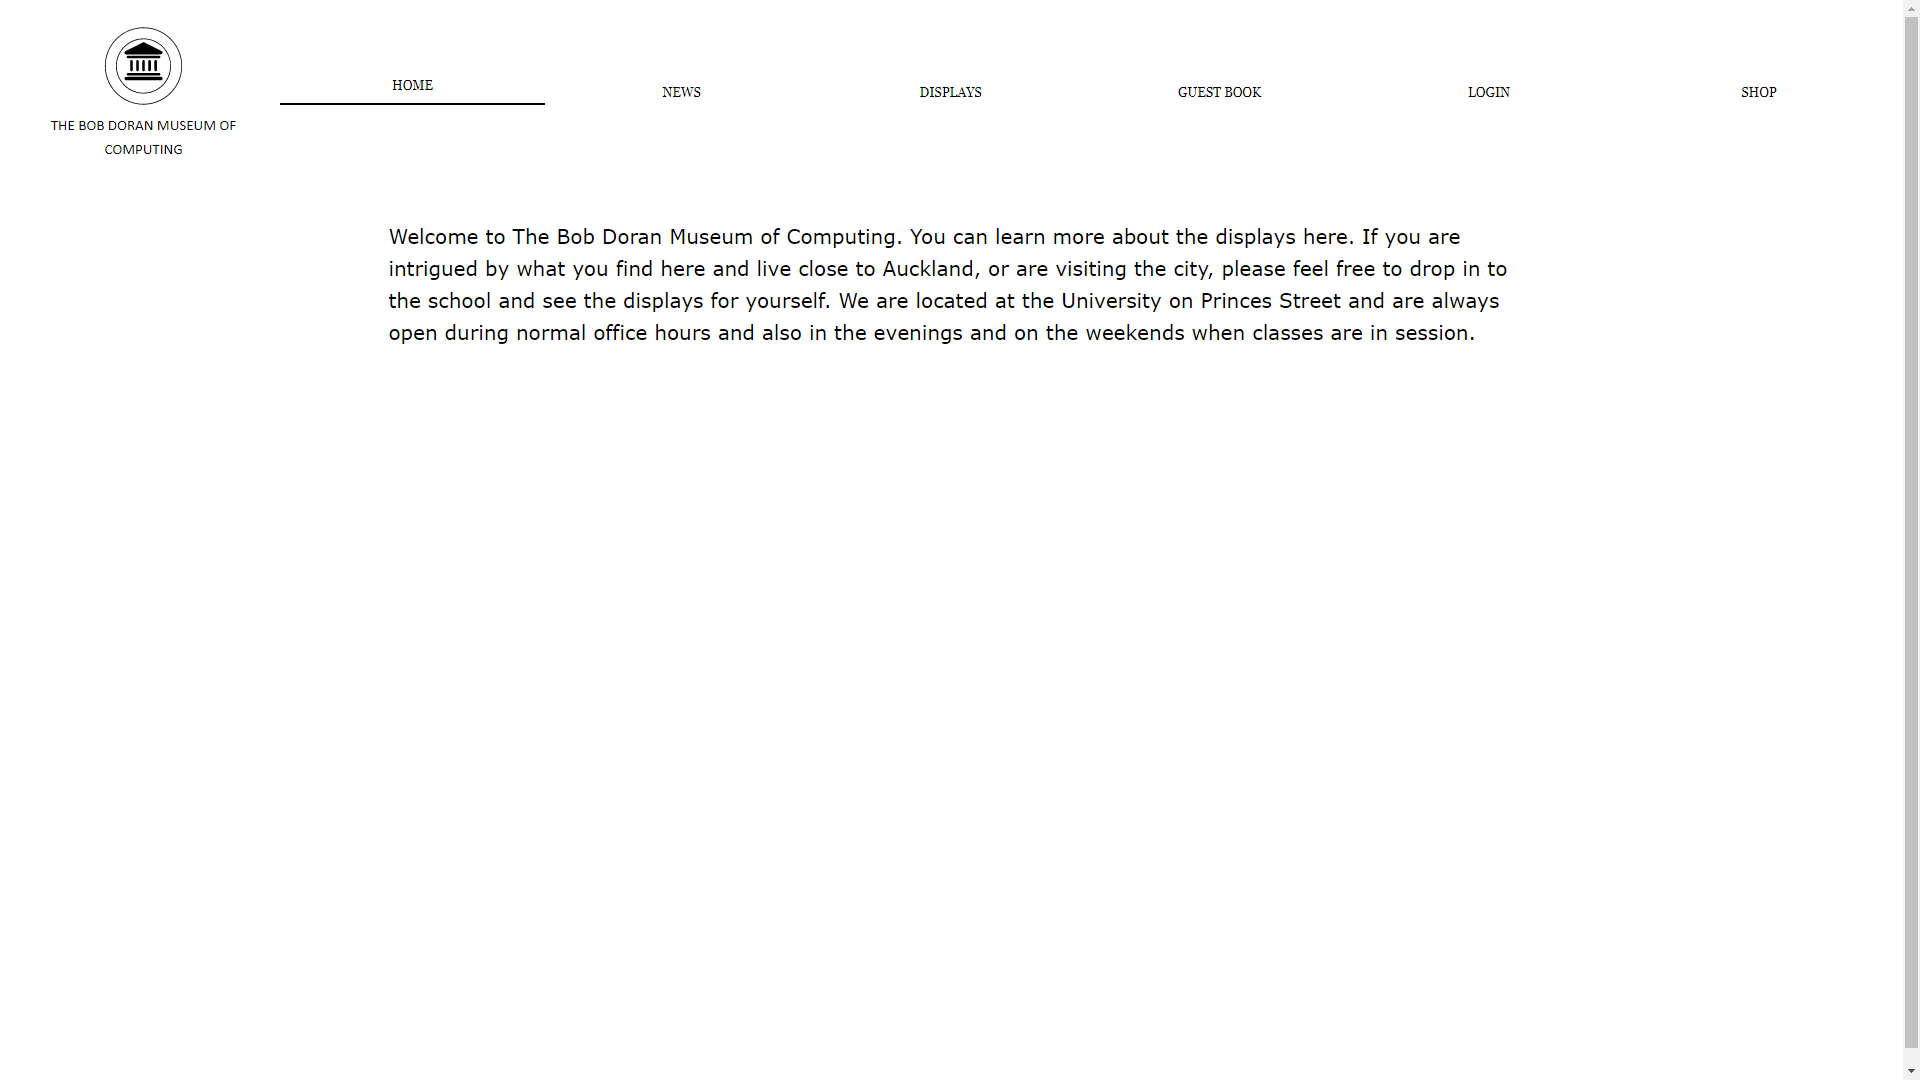 THE BOB DORAN MUSEUM OF
COMPUTING
HOME
NEWS
DISPLAYS
GUEST BOOK
LOGIN
SHOP
Welcome to The Bob Doran Museum of Computing. You can learn more about the displays here. If you are
intrigued by what you find here and live close to Auckland, or are visiting the city, please feel free to drop in to
the school and see the displays for yourself. We are located at the University on Princes Street and are always
open during normal office hours and also in the evenings and on the weekends when classes are in session.